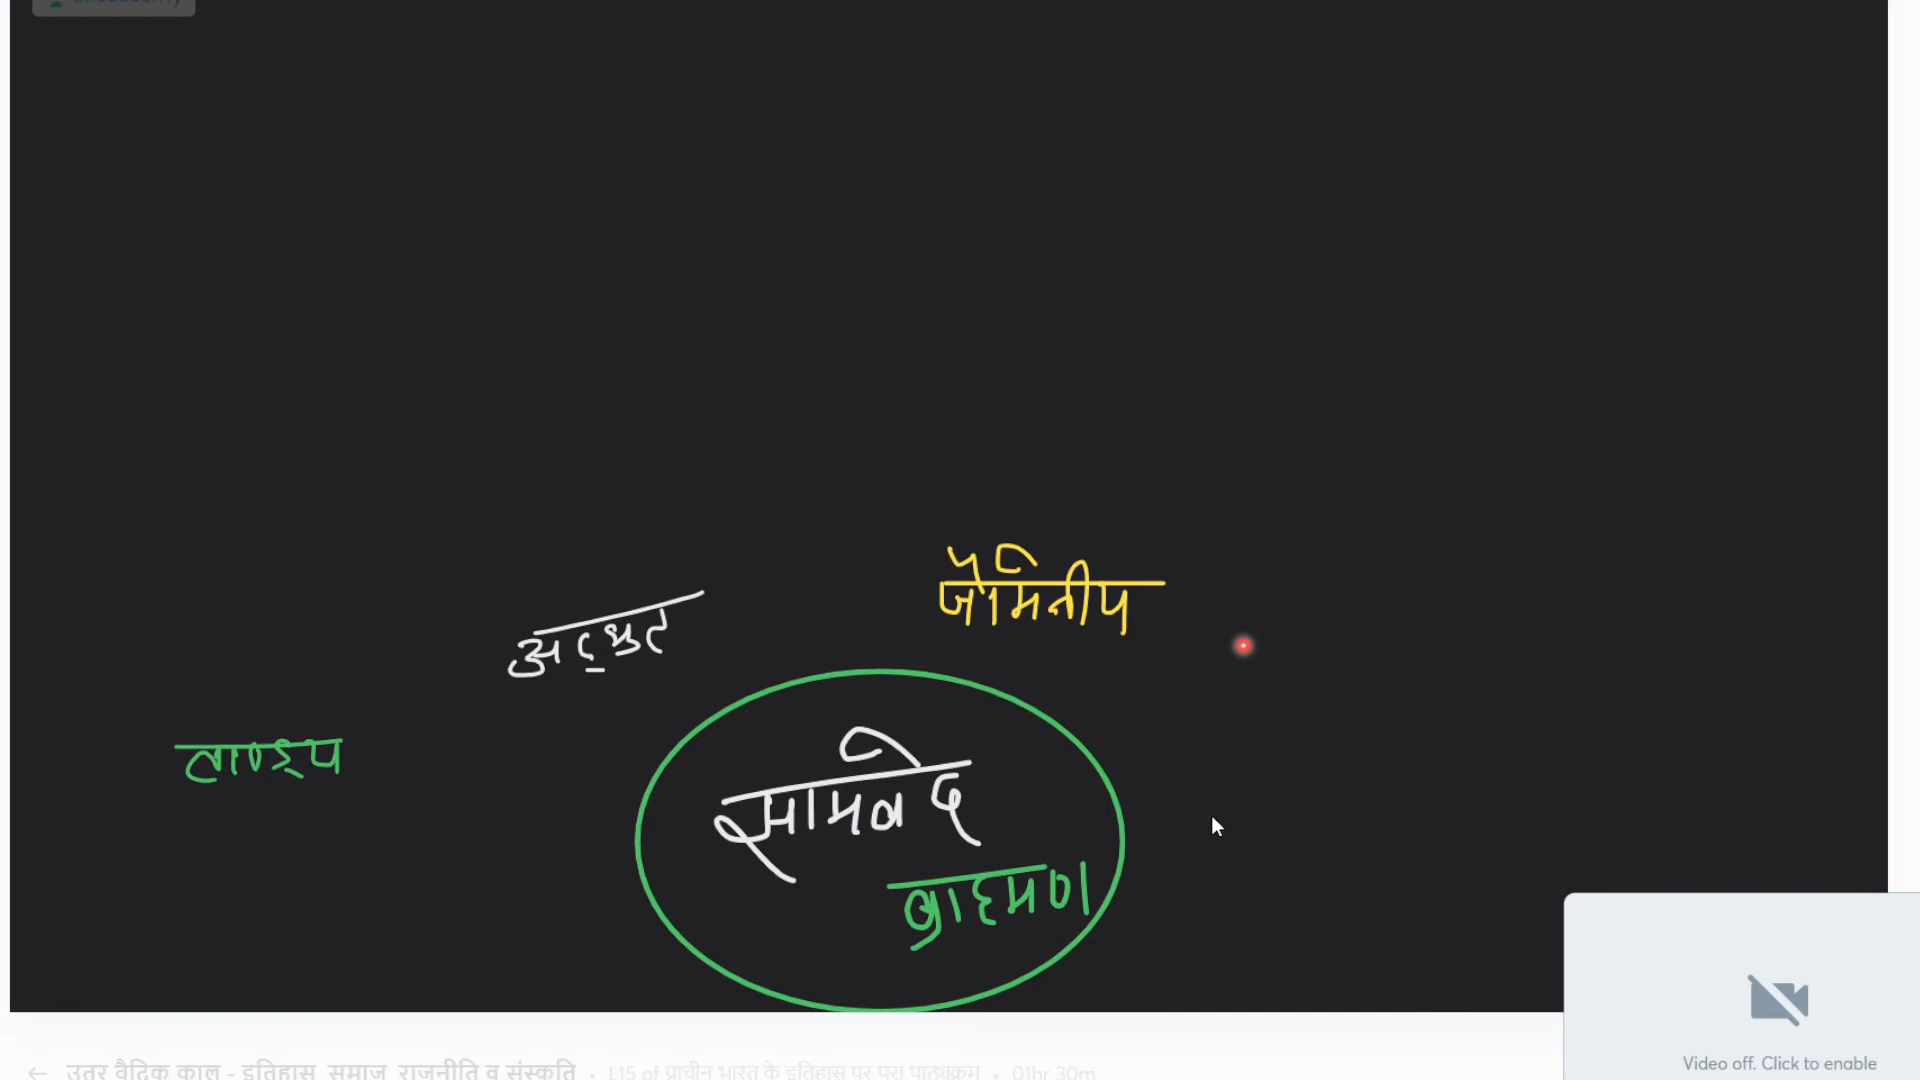 जैमिनीय
अद्भुत
ताण्ड्य
सामवेद
ब्राह्मण
Video off. Click to enable
← उत्तर वैदिक काल - इतिहास, समाज, राजनीति व संस्कृति • L15 of प्राचीन भारत के इतिहास पर पूरा पाठ्यक्रम • 01hr 30m